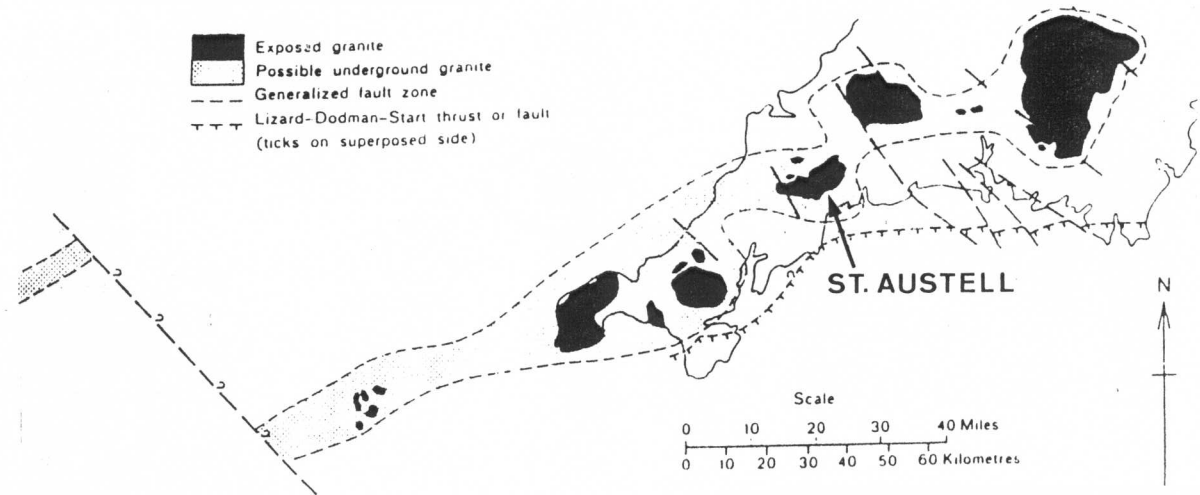 Exposed granite
Possible underground granite
Generalized fault zone
Lizard-Dodman-Start thrust or fault
(ticks on superposed side)
ST. AUSTELL
N
Scale
0 10 20 30 40 Miles
0 10 20 30 40 50 60 Kilometres